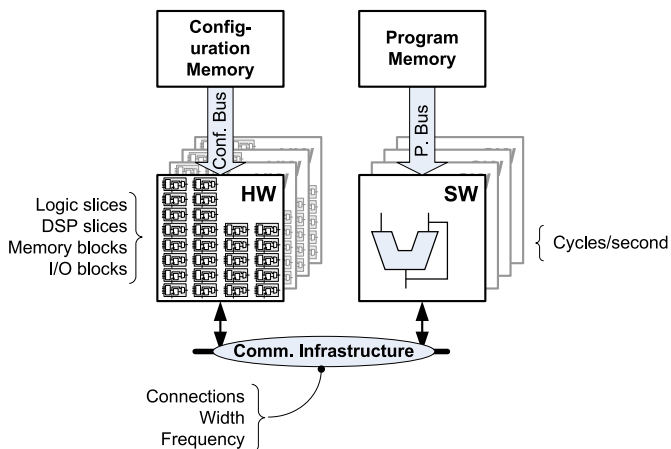 Config-
uration
Memory
Program
Memory
Conf. Bus
P. Bus
HW
SW
Logic slices
DSP slices
Memory blocks
I/O blocks
Cycles/second
Comm. Infrastructure
Connections
Width
Frequency